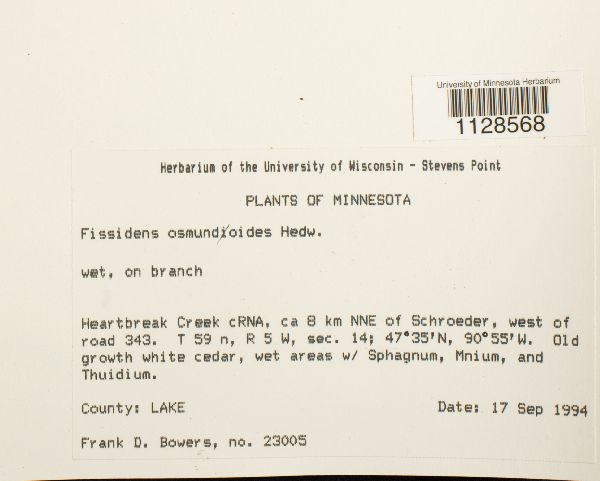 University of Minnesota Herbarium
1128568
Herbarium of the University of Wisconsin - Stevens Point
PLANTS OF MINNESOTA
Fissidens osmundioides Hedw.
wet, on branch
Heartbreak Creek cRNA, ca 8 km NNE of Schroeder, west of
road 343. T 59 n, R 5 W, sec. 14; 47°35'N, 90°55'W. Old
growth white cedar, wet areas w/ Sphagnum, Mnium, and
Thuidium.
County: LAKE
Date: 17 Sep 1994
Frank D. Bowers, no. 23005